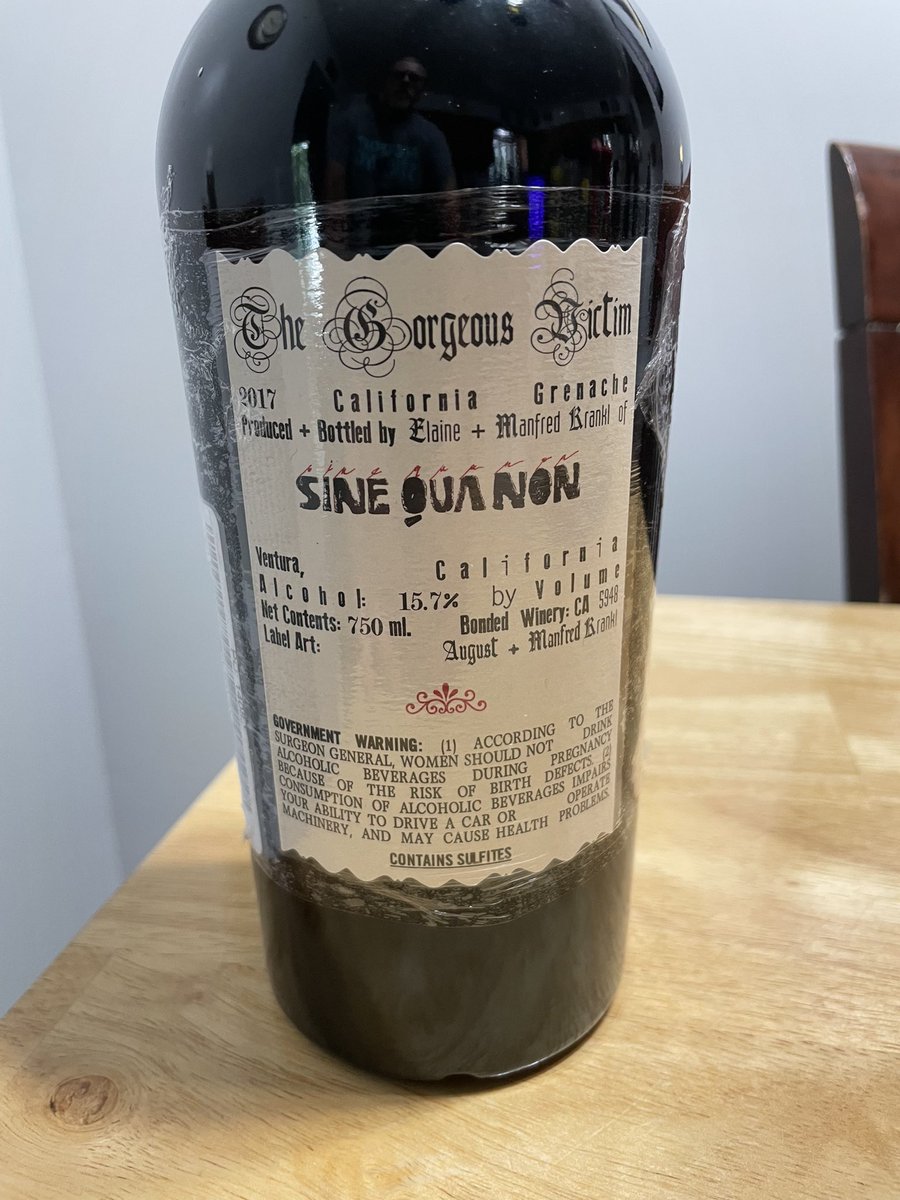 The Gorgeous Victim
2017 California Grenache
Produced + Bottled by Elaine + Manfred Krankl of
sine qua non
SINE QUA NON
Ventura, California
Alcohol: 15.7% by Volume
Net Contents: 750 ml. Bonded Winery: CA 5948
Label Art: August + Manfred Krankl
GOVERNMENT WARNING: (1) ACCORDING TO THE
SURGEON GENERAL, WOMEN SHOULD NOT DRINK
ALCOHOLIC BEVERAGES DURING PREGNANCY
BECAUSE OF THE RISK OF BIRTH DEFECTS. (2)
CONSUMPTION OF ALCOHOLIC BEVERAGES IMPAIRS
YOUR ABILITY TO DRIVE A CAR OR OPERATE
MACHINERY, AND MAY CAUSE HEALTH PROBLEMS.
CONTAINS SULFITES